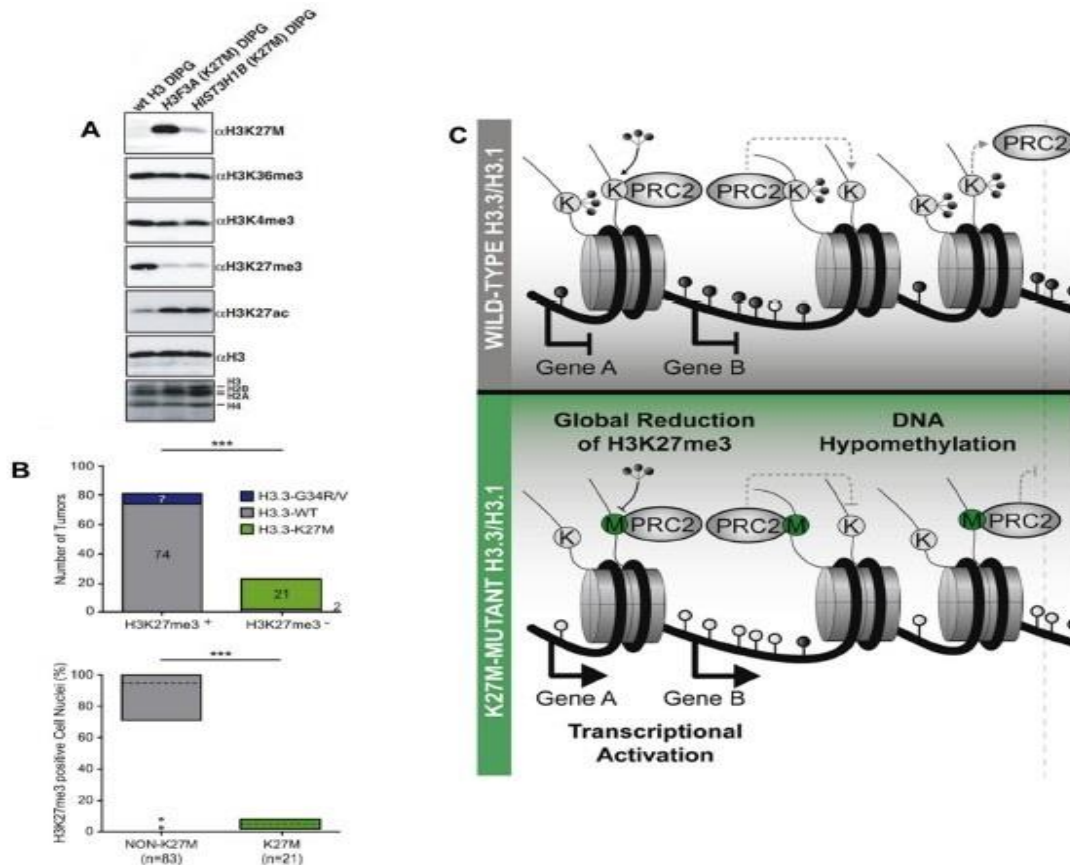 A
wt H3 DIPG
H3F3A (K27M) DIPG
HIST3H1B (K27M) DIPG
αH3K27M
αH3K36me3
αH3K4me3
αH3K27me3
αH3K27ac
αH3
H3
H2B
H2A
H4
B
***
Number of Tumors
100
80
60
40
20
0
7
74
21
2
H3.3-G34R/V
H3.3-WT
H3.3-K27M
H3K27me3 +
H3K27me3 -
***
H3K27me3 positive Cell Nuclei (%)
100
80
60
40
20
0
NON-K27M
(n=83)
K27M
(n=21)
C
WILD-TYPE H3.3/H3.1
K
K
PRC2
PRC2
K
K
K
K
PRC2
Gene A
Gene B
K27M-MUTANT H3.3/H3.1
Global Reduction
of H3K27me3
DNA
Hypomethylation
K
M
PRC2
PRC2
M
K
K
M
PRC2
Gene A
Gene B
Transcriptional
Activation